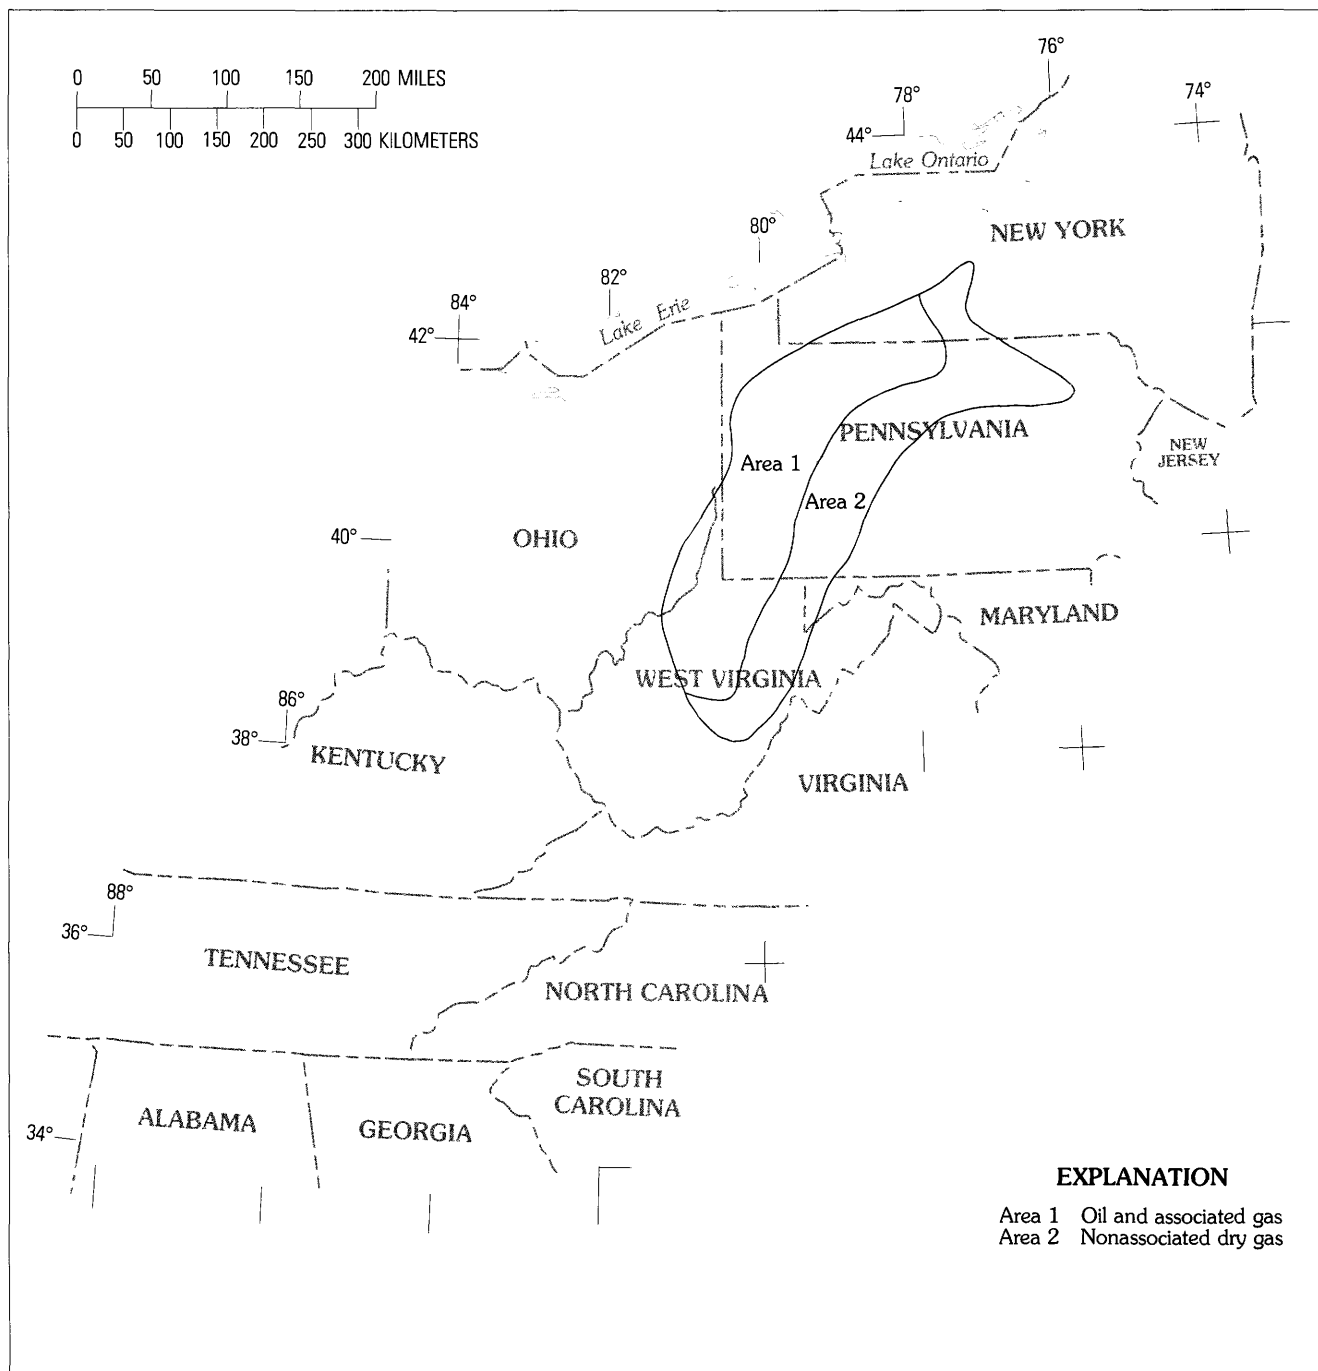 0 50 100 150 200 MILES
0 50 100 150 200 250 300 KILOMETERS
76°
78°
74°
44°
Lake Ontario
NEW YORK
80°
82°
84°
42°
Lake Erie
PENNSYLVANIA
NEW
JERSEY
Area 1
Area 2
40°
OHIO
MARYLAND
WEST VIRGINIA
86°
38°
KENTUCKY
VIRGINIA
88°
36°
TENNESSEE
NORTH CAROLINA
SOUTH
CAROLINA
ALABAMA
GEORGIA
34°
EXPLANATION
Area 1 Oil and associated gas
Area 2 Nonassociated dry gas